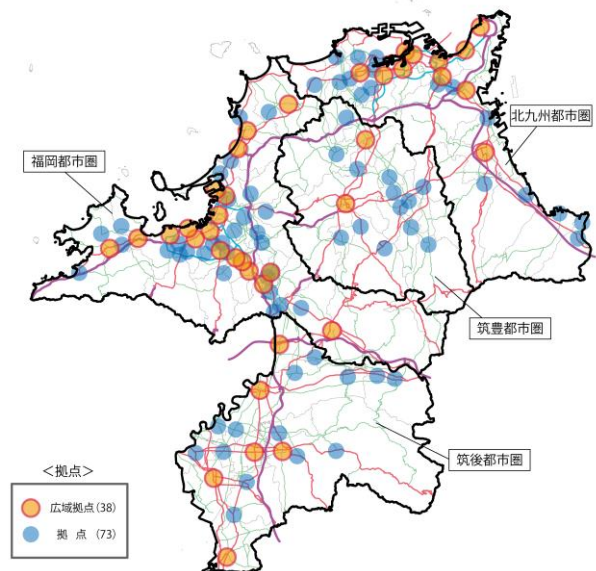 北九州都市圏
福岡都市圏
筑豊都市圏
筑後都市圏
<拠点>
広域拠点(38)
拠 点 (73)